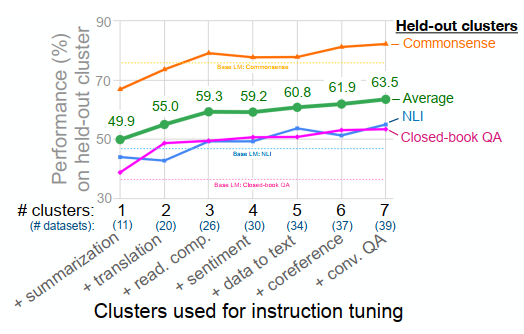 90
70
50
30
Performance (%)
on held-out cluster
Held-out clusters
Commonsense
Average
NLI
Closed-book QA
Base LM: Commonsense
49.9 55.0 59.3 59.2 60.8 61.9 63.5
Base LM: NLI
Base LM: Closed-book QA
# clusters: 1 2 3 4 5 6 7
(# datasets): (11) (20) (26) (30) (34) (37) (39)
+ summarization
+ translation
+ read. comp.
+ sentiment
+ data to text
+ coreference
+ conv. QA
Clusters used for instruction tuning